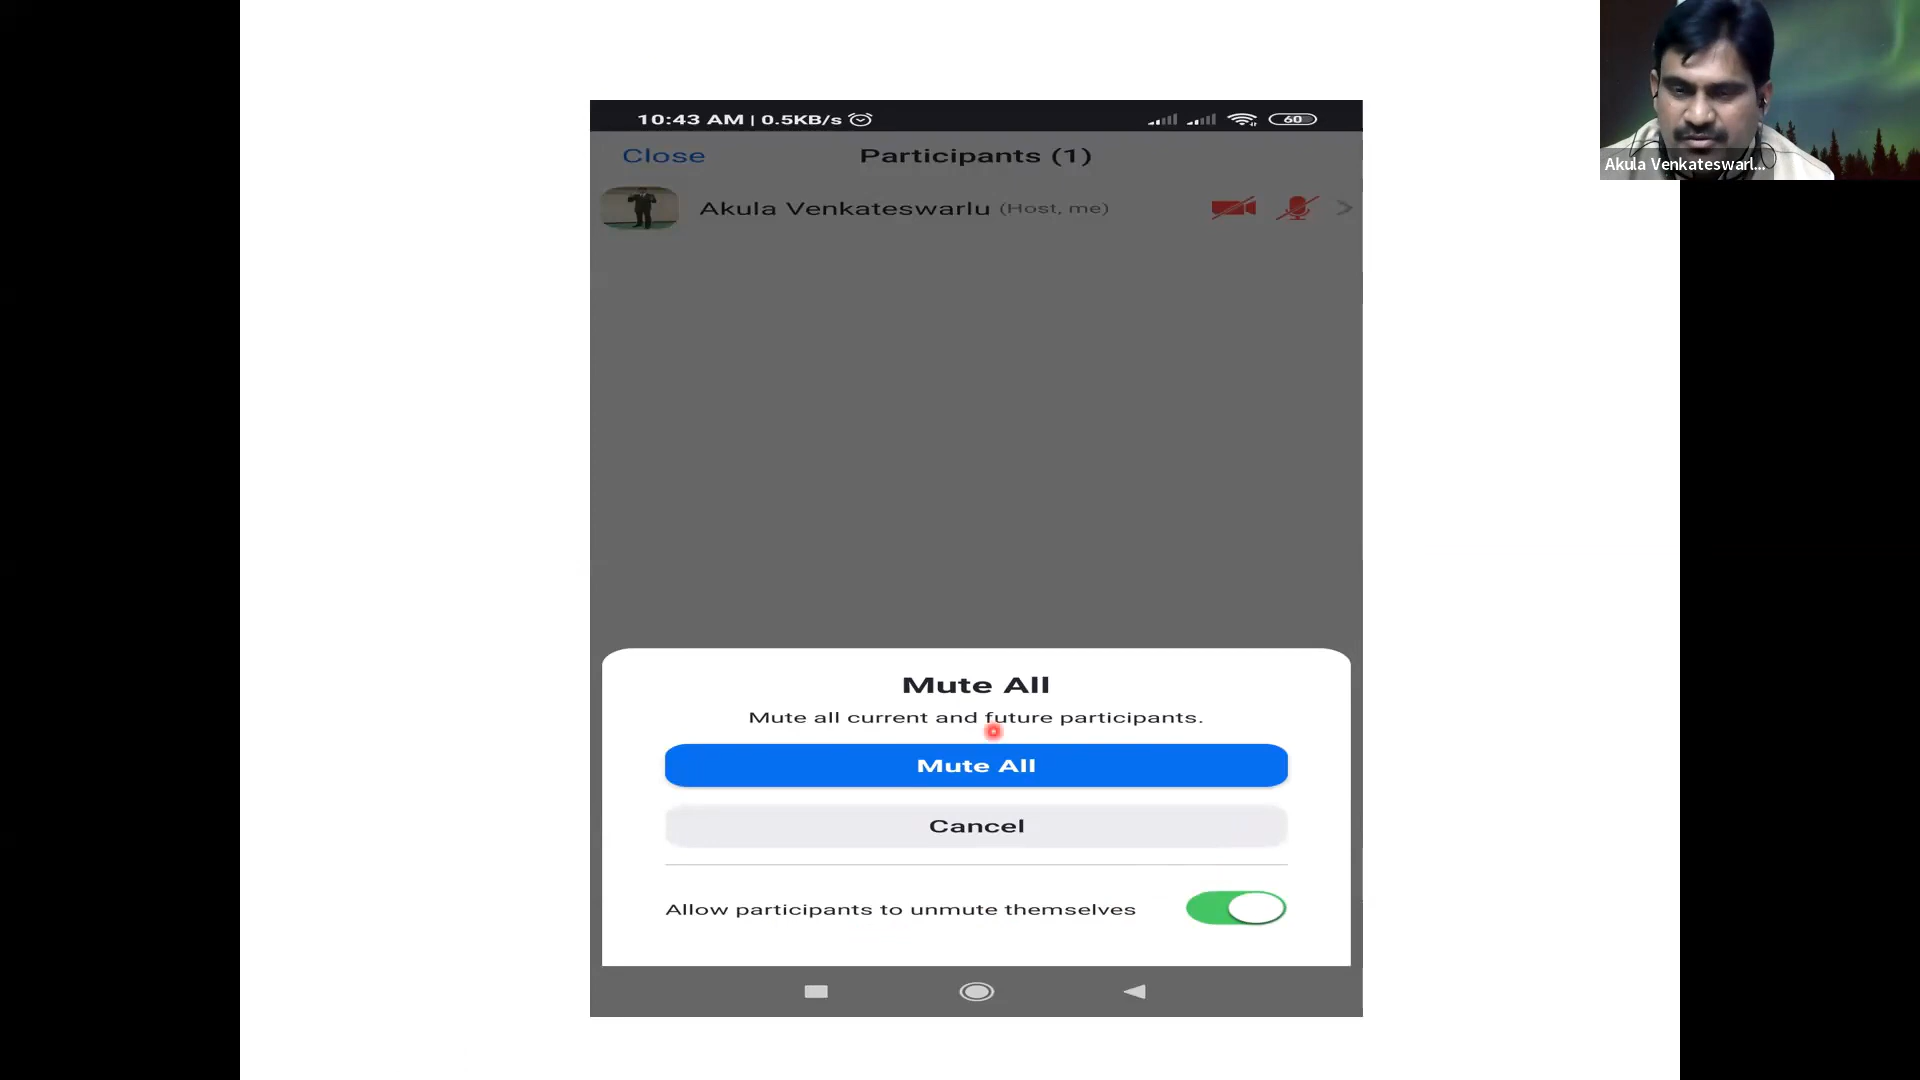 10:43 AM | 0.5KB/s
60
Close
Participants (1)
Akula Venkateswarlu (Host, me)
Akula Venkateswarl...
Mute All
Mute all current and future participants.
Mute All
Cancel
Allow participants to unmute themselves